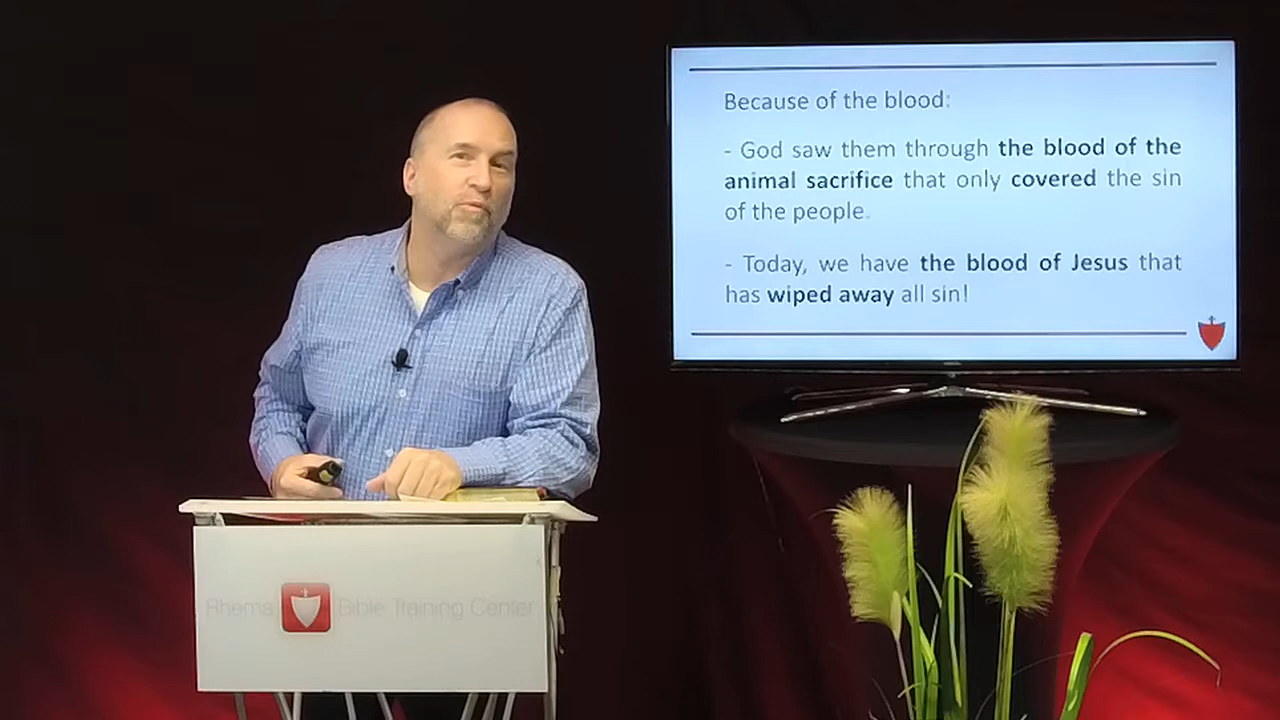 Because of the blood:
- God saw them through the blood of the
animal sacrifice that only covered the sin
of the people.
- Today, we have the blood of Jesus that
has wiped away all sin!
Rhema Bible Training Center